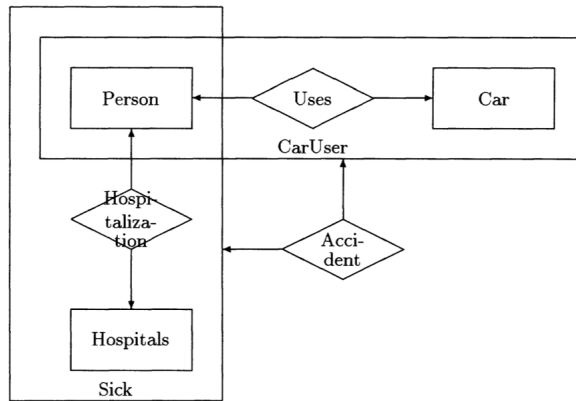 Person
Uses
Car
CarUser
Hospi-
taliza-
tion
Acci-
dent
Hospitals
Sick